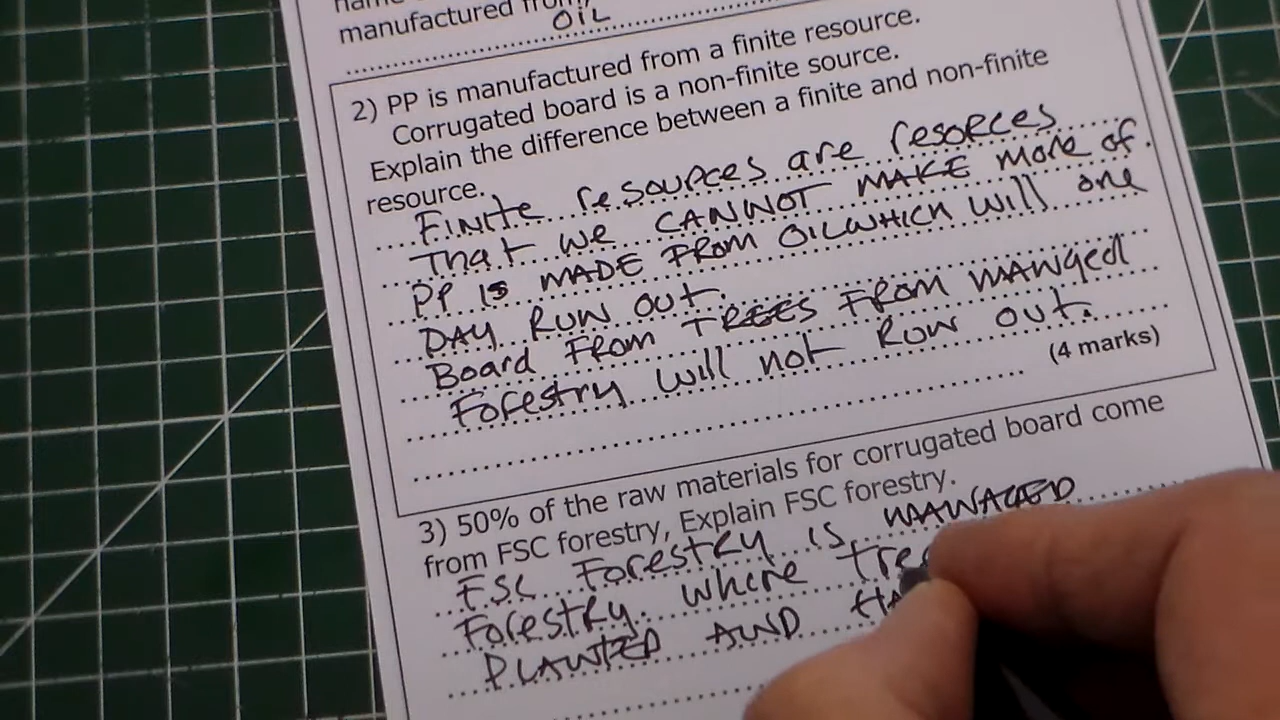 manufactured from
OIL
2) PP is manufactured from a finite resource.
Corrugated board is a non-finite source.
Explain the difference between a finite and non-finite
resource.
Finite resources are resorces
That we CANNOT MAKE More of.
PP is MADE FROM OIL WHICH Will one
DAY RUN out.
Board From TREES From MANGed
Forestry will not RUN out.
(4 marks)
3) 50% of the raw materials for corrugated board come
from FSC forestry, Explain FSC forestry.
FSC Forestry is MANAGED
Forestry. where
PLANTED AND